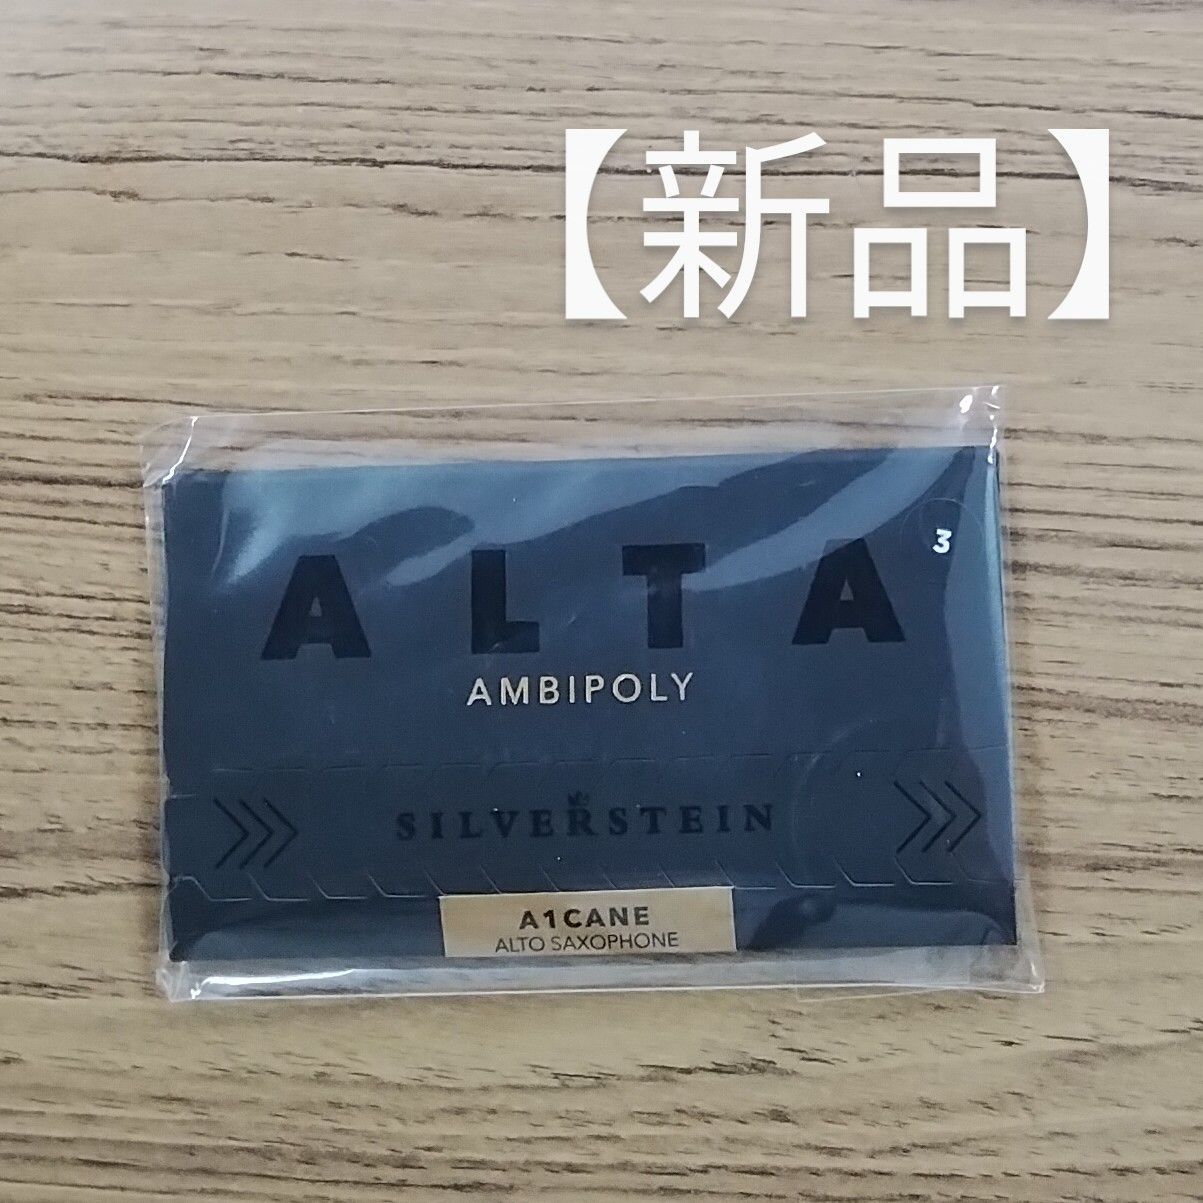 【新品】
3
ALTA
AMBIPOLY
SILVERSTEIN
A1CANE
ALTO SAXOPHONE